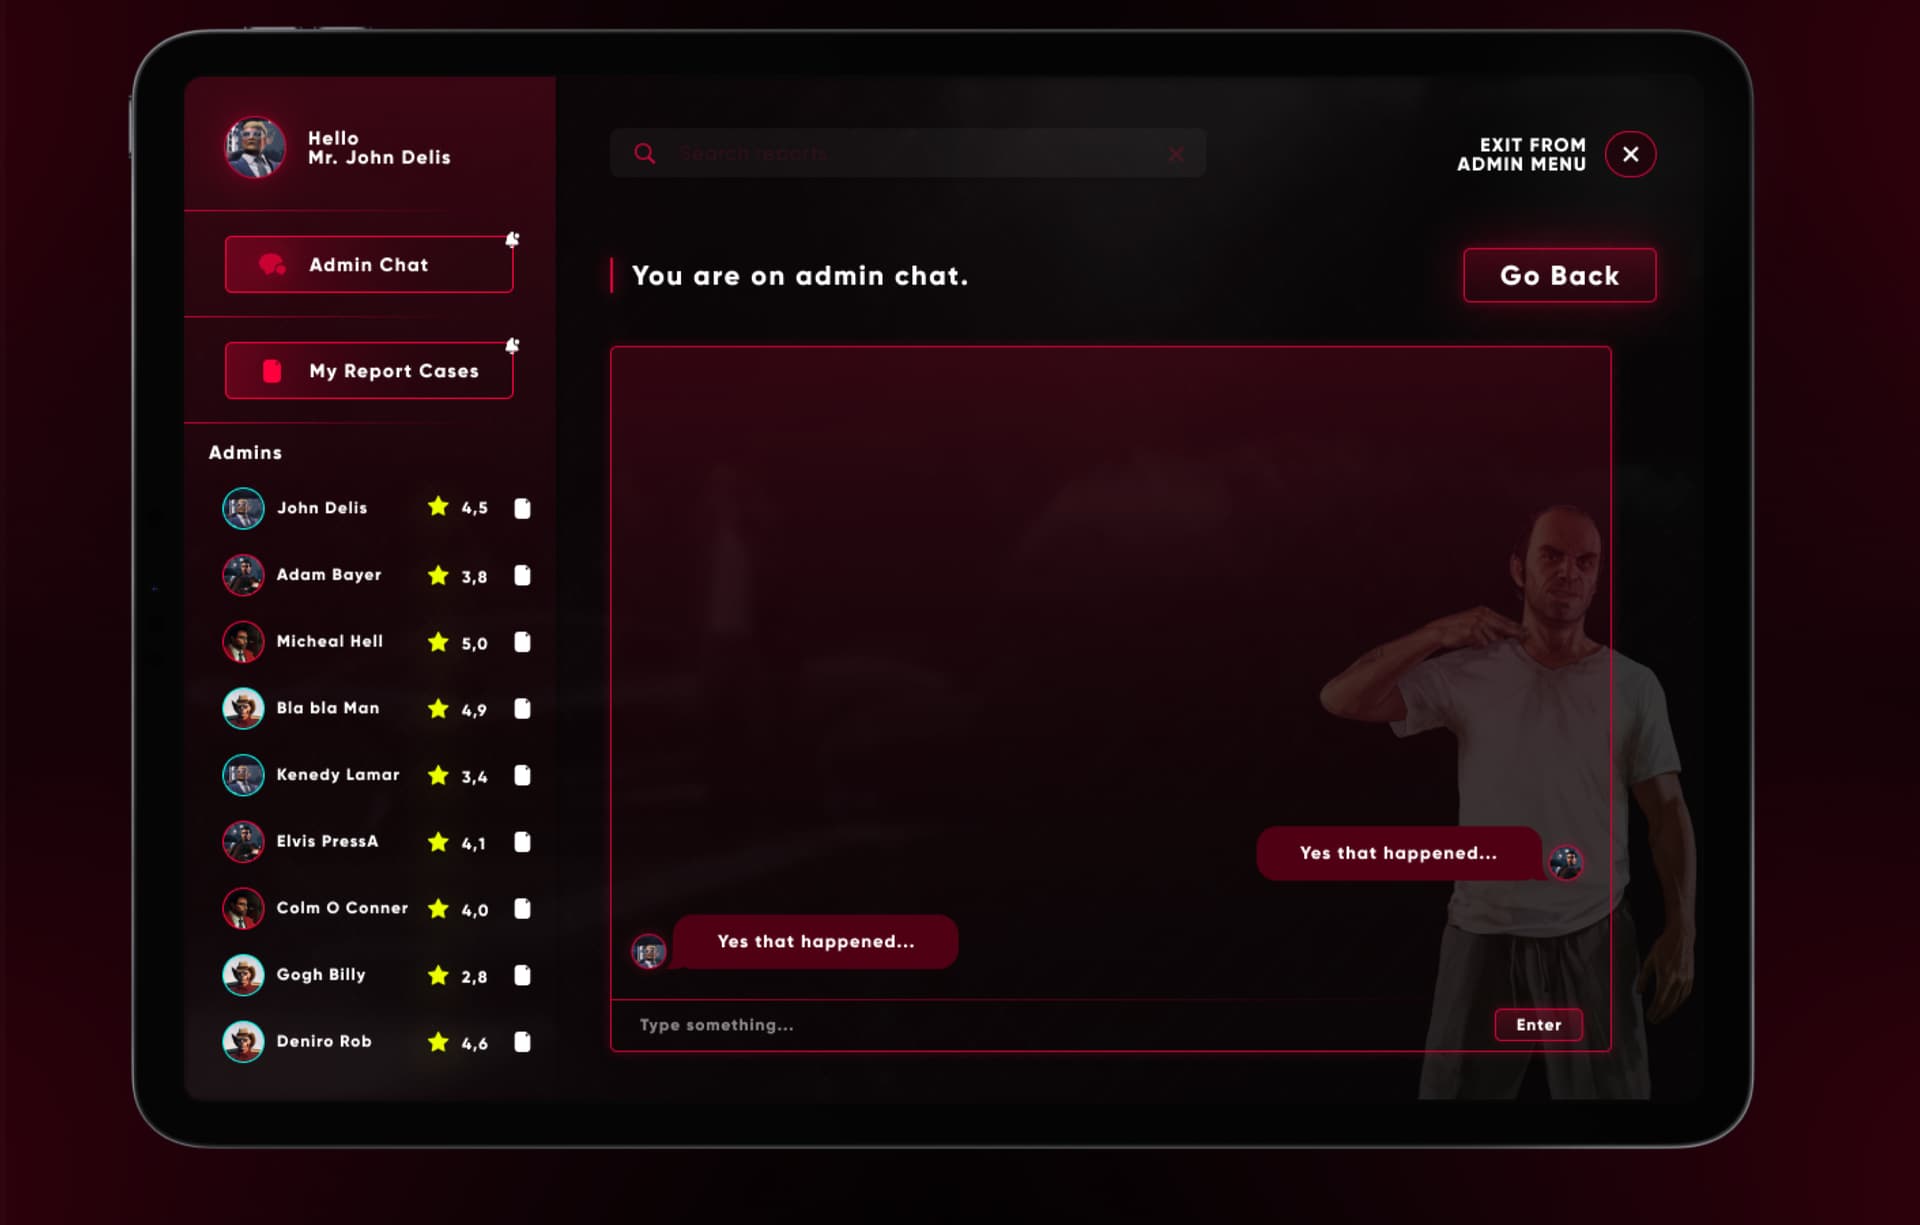 Hello
Mr. John Delis
Search reports
EXIT FROM
ADMIN MENU
Admin Chat
You are on admin chat.
Go Back
My Report Cases
Admins
John Delis 4,5
Adam Bayer 3,8
Micheal Hell 5,0
Bla bla Man 4,9
Kenedy Lamar 3,4
Elvis PressA 4,1
Colm O Conner 4,0
Gogh Billy 2,8
Deniro Rob 4,6
Yes that happened...
Yes that happened...
Type something...
Enter